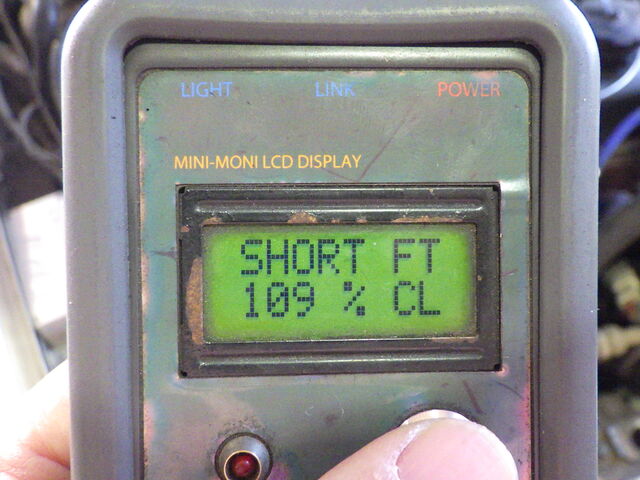 LIGHT LINK POWER
MINI-MONI LCD DISPLAY
SHORT FT
109 % CL